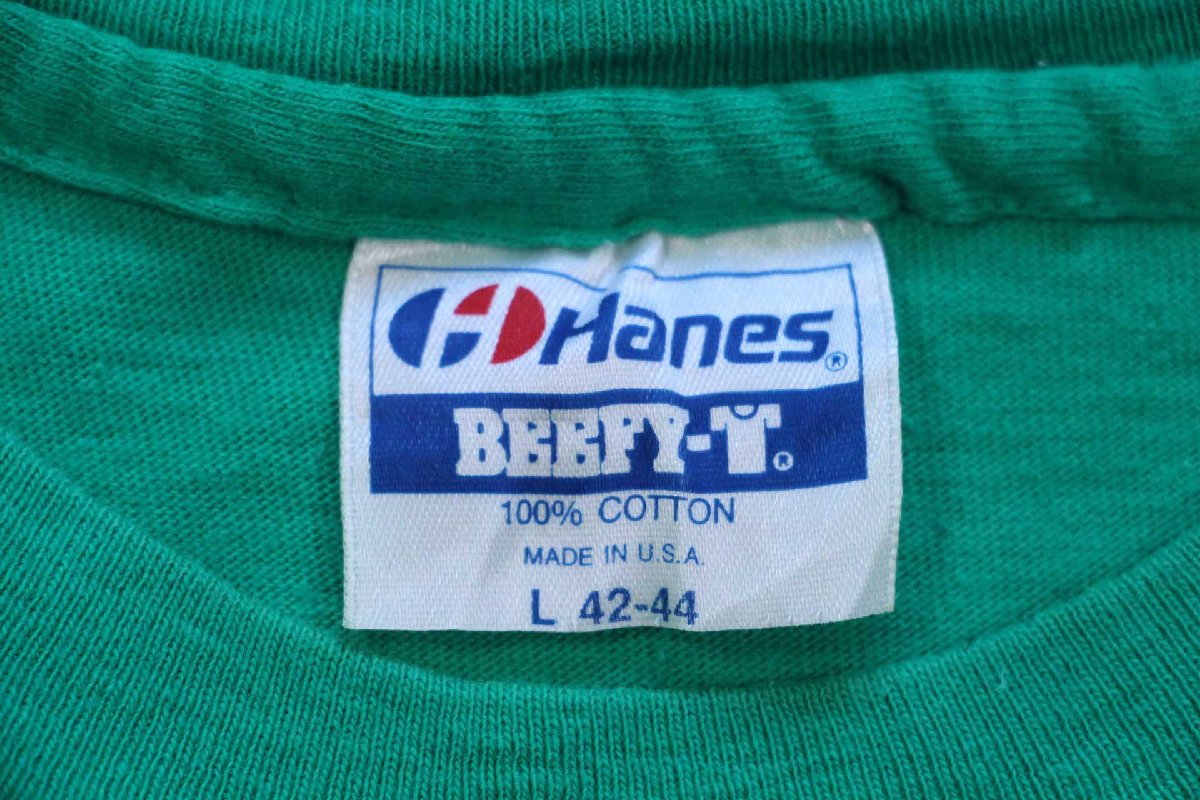 Hanes®
BEEFY-T®
100% COTTON
MADE IN U.S.A.
L 42-44